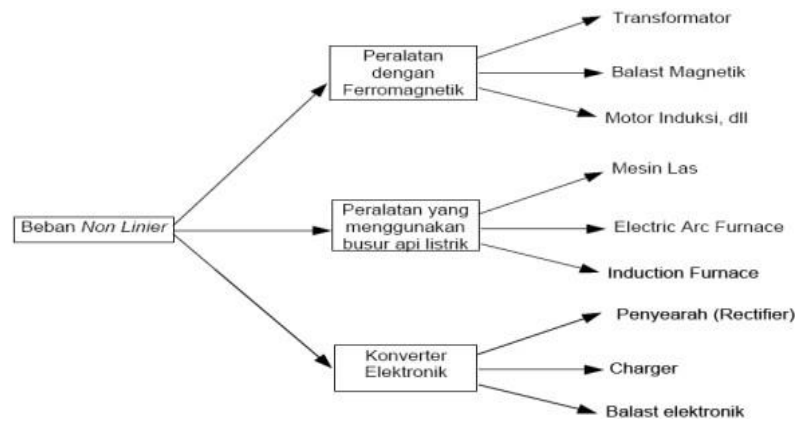 Beban Non Linier
Peralatan
dengan
Ferromagnetik
Transformator
Balast Magnetik
Motor Induksi, dll
Peralatan yang
menggunakan
busur api listrik
Mesin Las
Electric Arc Furnace
Induction Furnace
Konverter
Elektronik
Penyearah (Rectifier)
Charger
Balast elektronik